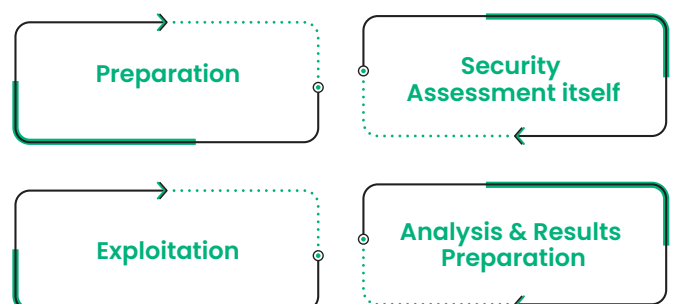 Preparation
Security
Assessment itself
Exploitation
Analysis & Results
Preparation